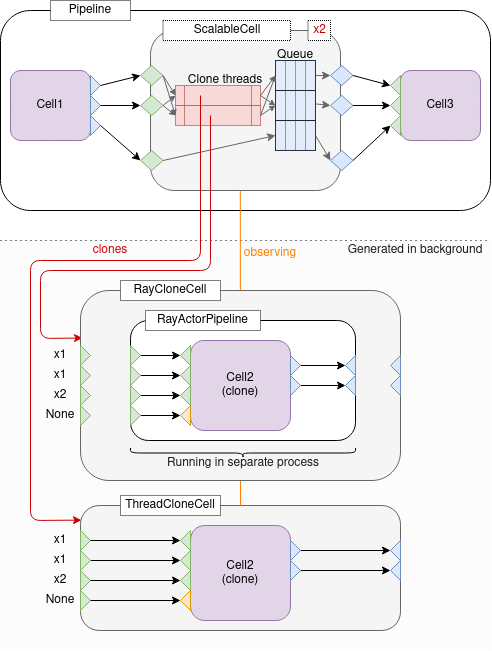 Pipeline
ScalableCell
x2
Queue
Clone threads
Cell1
Cell3
clones
observing
Generated in background
RayCloneCell
RayActorPipeline
x1
x1
x2
None
Cell2
(clone)
Running in separate process
ThreadCloneCell
x1
x1
x2
None
Cell2
(clone)